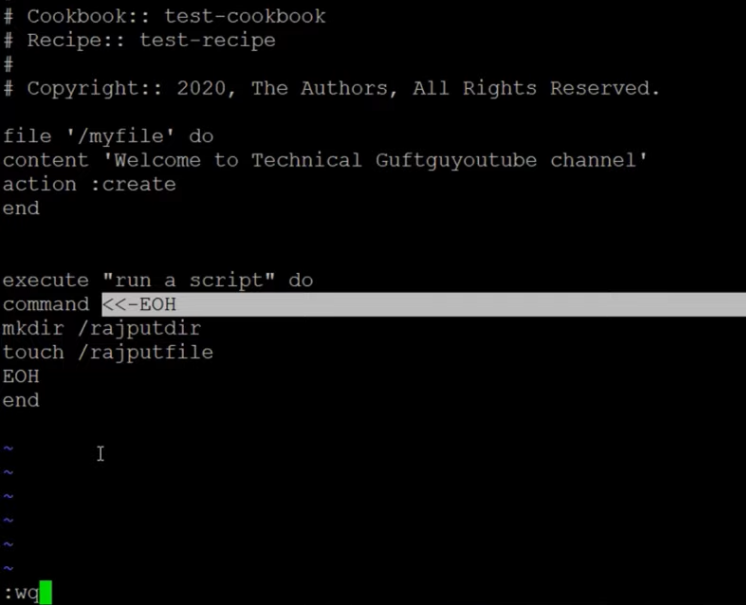 # Cookbook:: test-cookbook
# Recipe:: test-recipe
#
# Copyright:: 2020, The Authors, All Rights Reserved.
file '/myfile' do
content 'Welcome to Technical Guftguyoutube channel'
action :create
end
execute "run a script" do
command <<-EOH
mkdir /rajputdir
touch /rajputfile
EOH
end
~
~
~
~
~
~
:wq